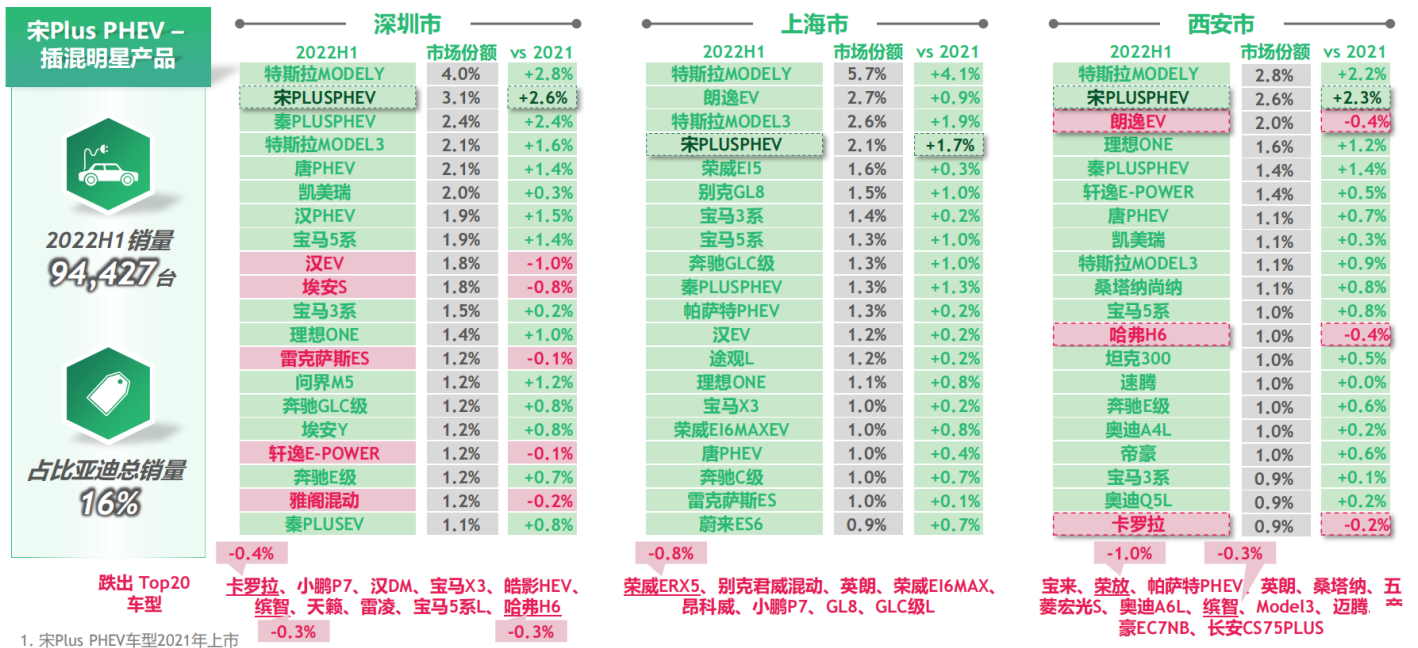 宋Plus PHEV –
插混明星产品
2022H1销量
94,427台
占比亚迪总销量
16%
深圳市
2022H1 市场份额 vs 2021
特斯拉MODELY 4.0% +2.8%
宋PLUSPHEV 3.1% +2.6%
秦PLUSPHEV 2.4% +2.4%
特斯拉MODEL3 2.1% +1.6%
唐PHEV 2.1% +1.4%
凯美瑞 2.0% +0.3%
汉PHEV 1.9% +1.5%
宝马5系 1.9% +1.4%
汉EV 1.8% -1.0%
埃安S 1.8% -0.8%
宝马3系 1.5% +0.2%
理想ONE 1.4% +1.0%
雷克萨斯ES 1.2% -0.1%
问界M5 1.2% +1.2%
奔驰GLC级 1.2% +0.8%
埃安Y 1.2% +0.8%
轩逸E-POWER 1.2% -0.1%
奔驰E级 1.2% +0.7%
雅阁混动 1.2% -0.2%
秦PLUSEV 1.1% +0.8%
上海市
2022H1 市场份额 vs 2021
特斯拉MODELY 5.7% +4.1%
朗逸EV 2.7% +0.9%
特斯拉MODEL3 2.6% +1.9%
宋PLUSPHEV 2.1% +1.7%
荣威EI5 1.6% +0.3%
别克GL8 1.5% +1.0%
宝马3系 1.4% +0.2%
宝马5系 1.3% +1.0%
奔驰GLC级 1.3% +1.0%
秦PLUSPHEV 1.3% +1.3%
帕萨特PHEV 1.3% +0.2%
汉EV 1.2% +0.2%
途观L 1.2% +0.2%
理想ONE 1.1% +0.8%
宝马X3 1.0% +0.2%
荣威EI6MAXEV 1.0% +0.8%
唐PHEV 1.0% +0.4%
奔驰C级 1.0% +0.7%
雷克萨斯ES 1.0% +0.1%
蔚来ES6 0.9% +0.7%
西安市
2022H1 市场份额 vs 2021
特斯拉MODELY 2.8% +2.2%
宋PLUSPHEV 2.6% +2.3%
朗逸EV 2.0% -0.4%
理想ONE 1.6% +1.2%
秦PLUSPHEV 1.4% +1.4%
轩逸E-POWER 1.4% +0.5%
唐PHEV 1.1% +0.7%
凯美瑞 1.1% +0.3%
特斯拉MODEL3 1.1% +0.9%
桑塔纳尚纳 1.1% +0.8%
宝马5系 1.0% +0.8%
哈弗H6 1.0% -0.4%
坦克300 1.0% +0.5%
速腾 1.0% +0.0%
奔驰E级 1.0% +0.6%
奥迪A4L 1.0% +0.2%
帝豪 1.0% +0.6%
宝马3系 0.9% +0.1%
奥迪Q5L 0.9% +0.2%
卡罗拉 0.9% -0.2%
跌出 Top20
车型
-0.4%
卡罗拉、小鹏P7、汉DM、宝马X3、皓影HEV、
缤智、天籁、雷凌、宝马5系L、哈弗H6
-0.3% -0.3%
-0.8%
荣威ERX5、别克君威混动、英朗、荣威EI6MAX、
昂科威、小鹏P7、GL8、GLC级L
-1.0% -0.3%
宝来、荣放、帕萨特PHEV、英朗、桑塔纳、五
菱宏光S、奥迪A6L、缤智、Model3、迈腾、
豪EC7NB、长安CS75PLUS
1. 宋Plus PHEV车型2021年上市